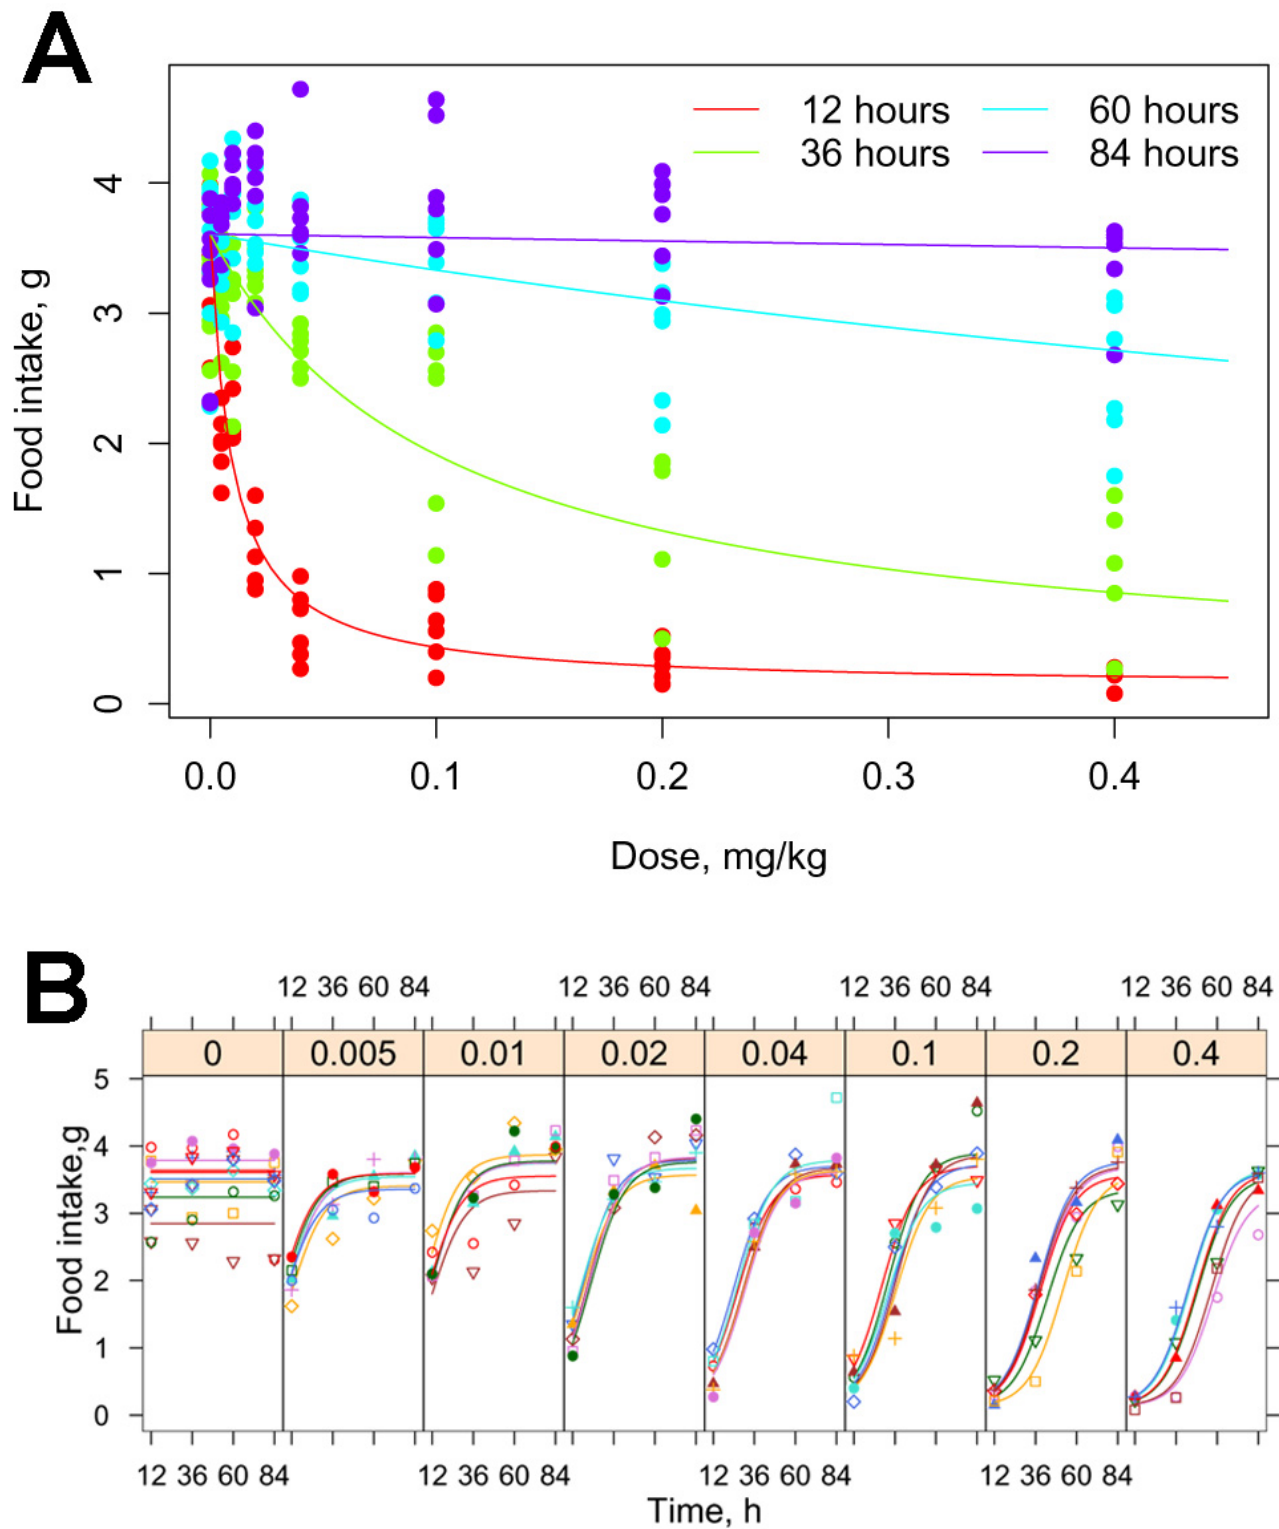 A
12 hours 60 hours
36 hours 84 hours
Food intake, g
4
3
2
1
0
0.0 0.1 0.2 0.3 0.4
Dose, mg/kg
B
12 36 60 84 12 36 60 84 12 36 60 84 12 36 60 84
0 0.005 0.01 0.02 0.04 0.1 0.2 0.4
Food intake,g
5
4
3
2
1
0
12 36 60 84 12 36 60 84 12 36 60 84 12 36 60 84
Time, h